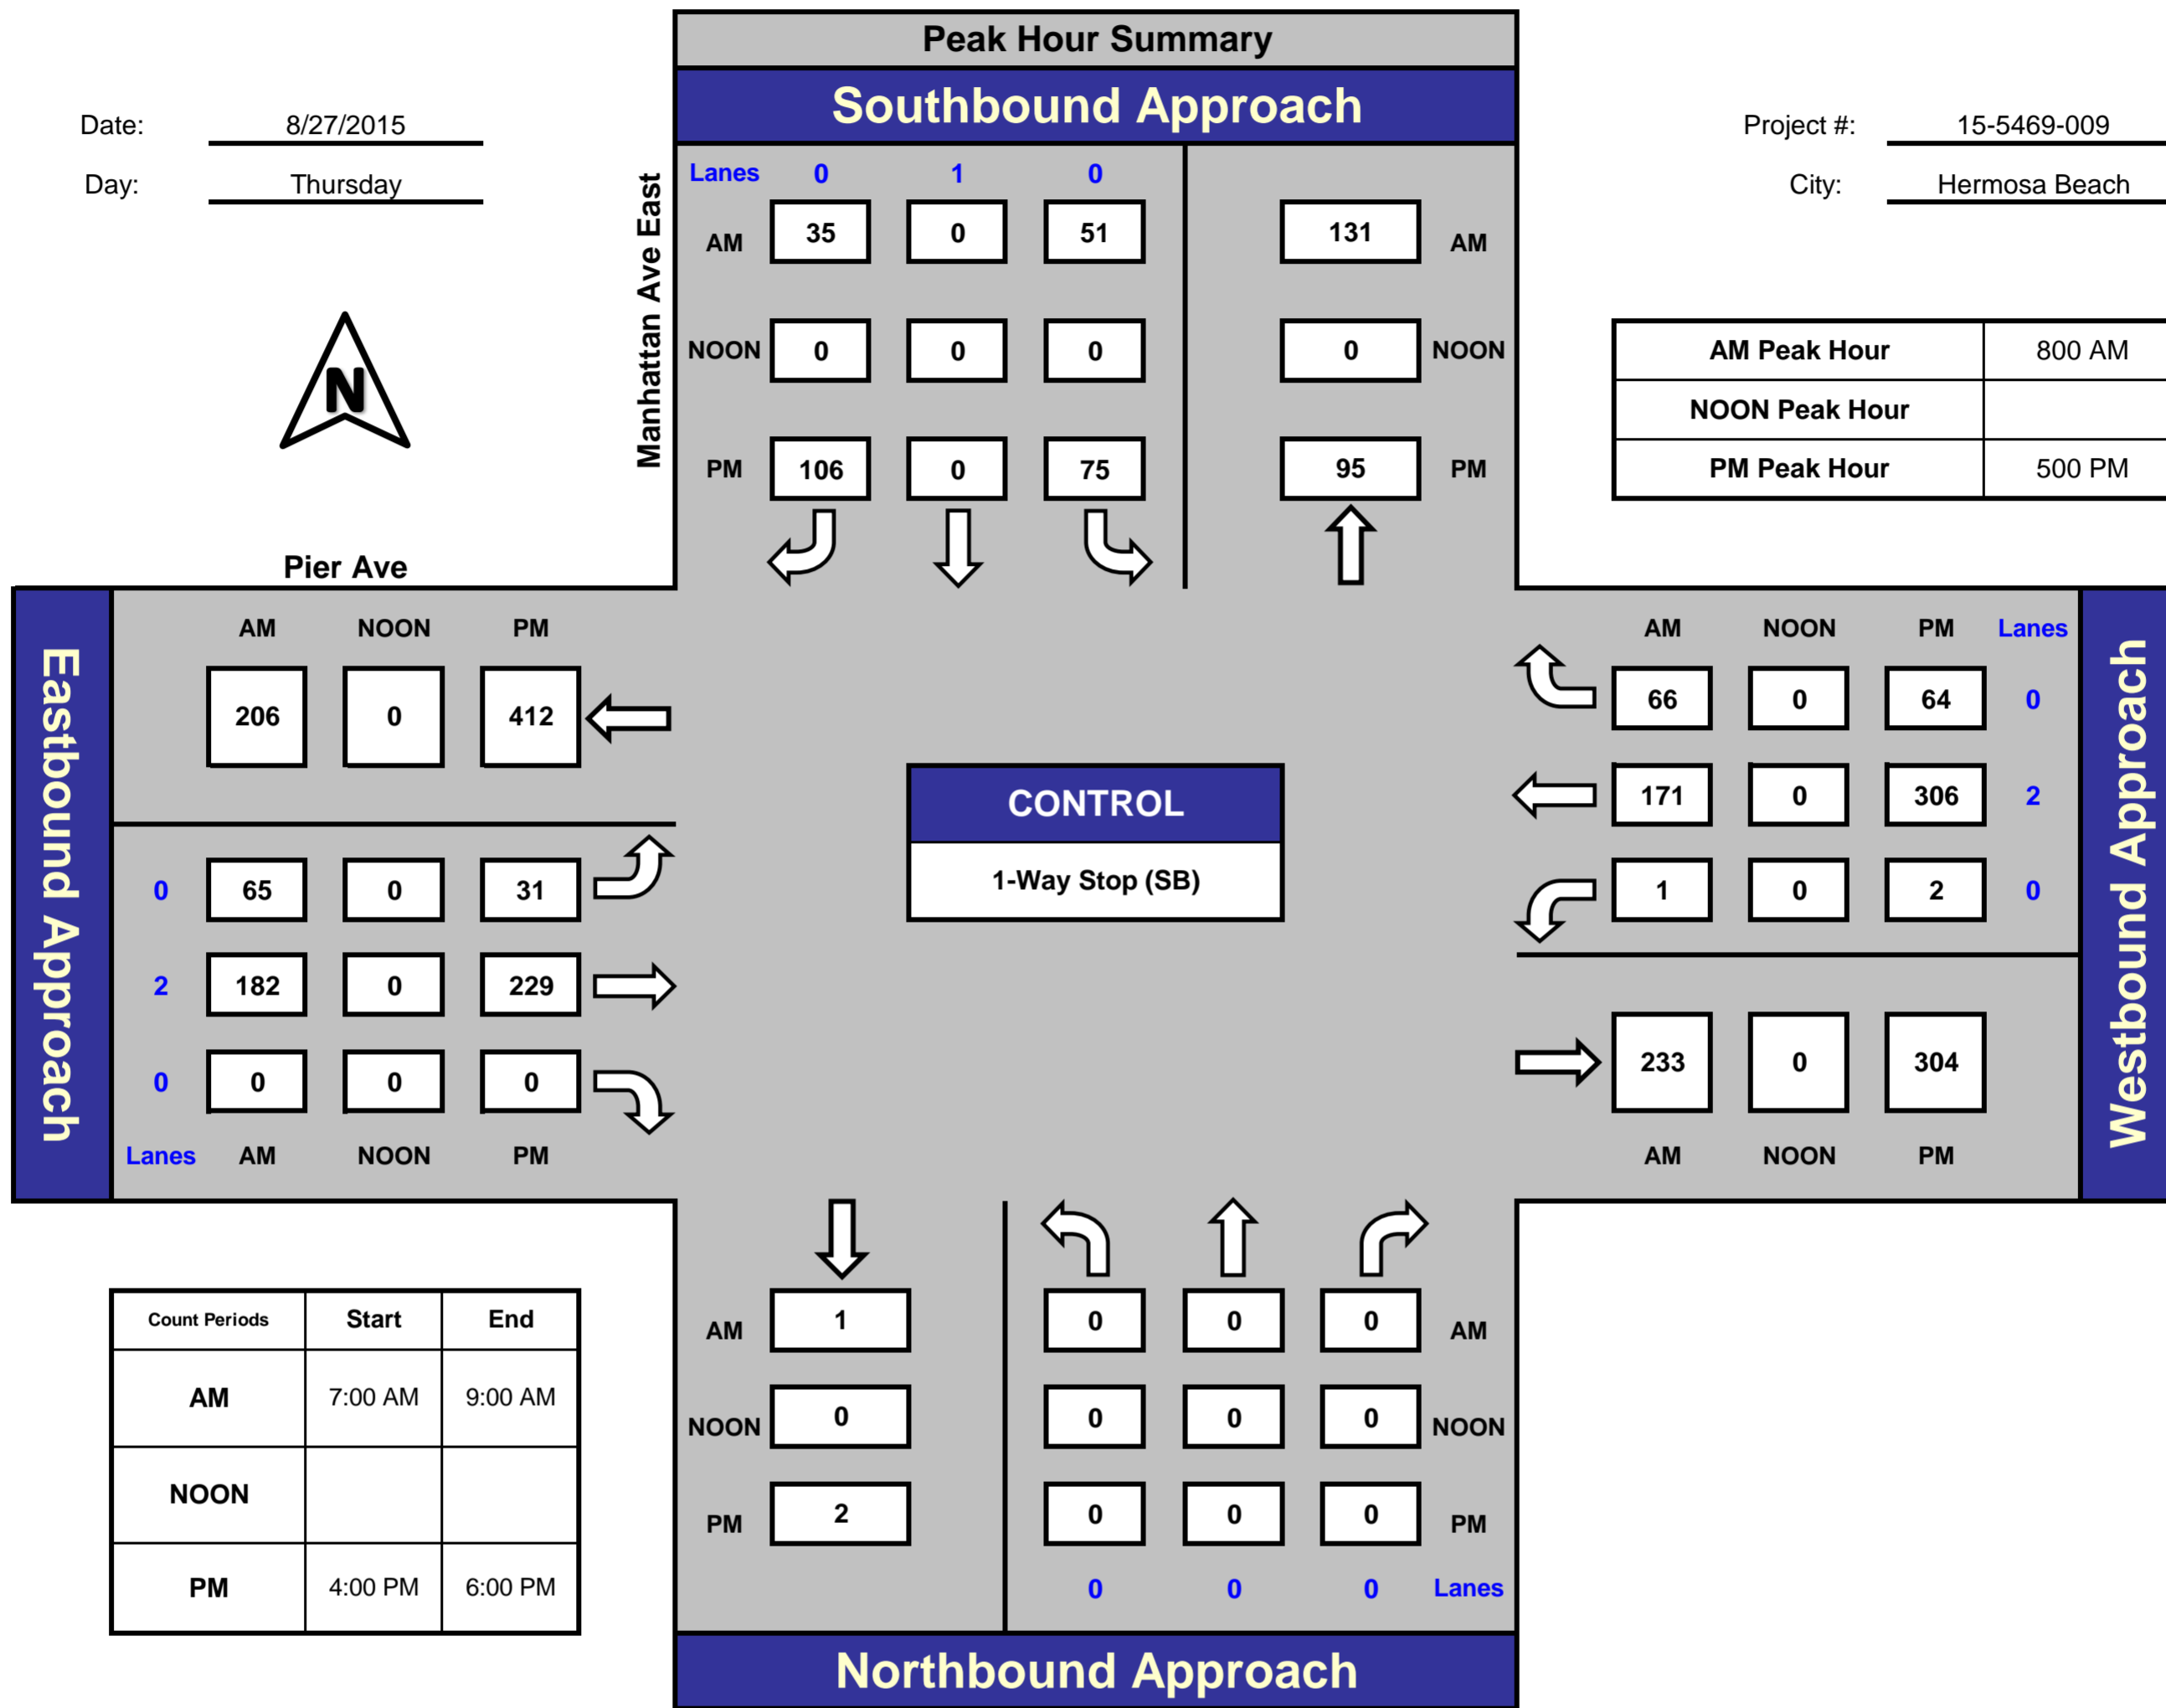 Peak Hour Summary
Southbound Approach
Date: 8/27/2015
Project #: 15-5469-009
Day: Thursday
City: Hermosa Beach
Manhattan Ave East
Lanes 0 1 0
AM 35 0 51 131 AM
NOON 0 0 0 0 NOON
PM 106 0 75 95 PM
N
AM Peak Hour 800 AM
NOON Peak Hour
PM Peak Hour 500 PM
Pier Ave
Eastbound Approach
AM NOON PM
206 0 412
0 65 0 31
2 182 0 229
0 0 0 0
Lanes AM NOON PM
CONTROL
1-Way Stop (SB)
AM NOON PM Lanes
66 0 64 0
171 0 306 2
1 0 2 0
233 0 304
AM NOON PM
Westbound Approach
Count Periods Start End
AM 7:00 AM 9:00 AM
NOON
PM 4:00 PM 6:00 PM
AM 1 0 0 0 AM
NOON 0 0 0 0 NOON
PM 2 0 0 0 PM
0 0 0 Lanes
Northbound Approach